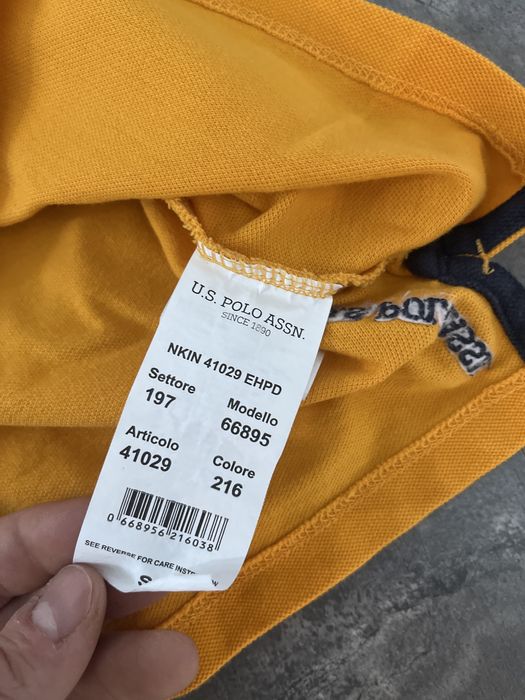 U.S. POLO ASSN.
SINCE 1890
NKIN 41029 EHPD
Settore Modello
197 66895
Articolo Colore
41029 216
0 668956 216038
SEE REVERSE FOR CARE
S